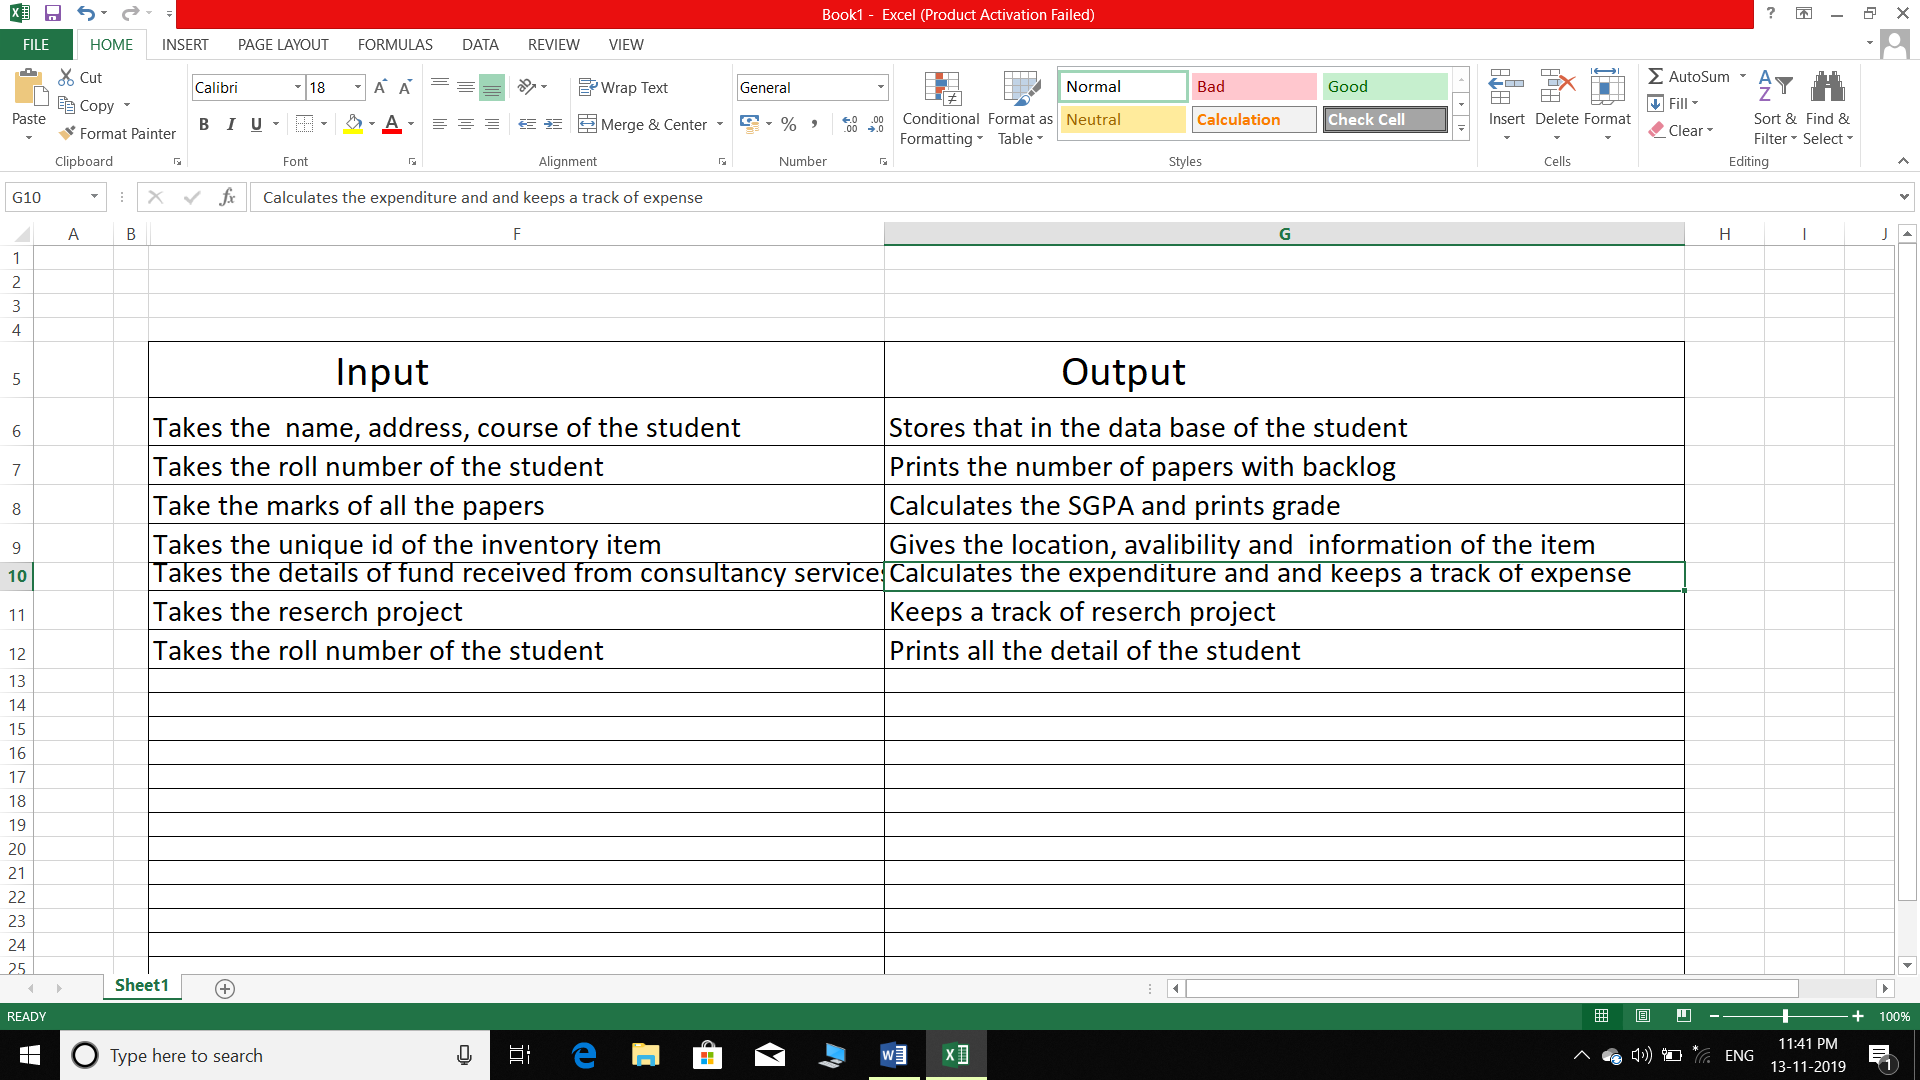 Book1 -  Excel (Product Activation Failed)
?
FILE HOME INSERT PAGE LAYOUT FORMULAS DATA REVIEW VIEW
Paste
Cut
Copy
Format Painter
Clipboard
Calibri 18
B I U
Font
Wrap Text
Merge & Center
Alignment
General
%
Number
Conditional Formatting
Format as Table
Normal Bad Good
Neutral Calculation Check Cell
Styles
Insert Delete Format
Cells
AutoSum
Fill
Clear
Sort & Filter
Find & Select
Editing
G10 fx Calculates the expenditure and and keeps a track of expense
A B F G H I J
1
2
3
4
5 Input Output
6 Takes the  name, address, course of the student Stores that in the data base of the student
7 Takes the roll number of the student Prints the number of papers with backlog
8 Take the marks of all the papers Calculates the SGPA and prints grade
9 Takes the unique id of the inventory item Gives the location, avalibility and  information of the item
10 Takes the details of fund received from consultancy services Calculates the expenditure and and keeps a track of expense
11 Takes the reserch project Keeps a track of reserch project
12 Takes the roll number of the student Prints all the detail of the student
13
14
15
16
17
18
19
20
21
22
23
24
25
Sheet1
READY 100%
Type here to search
ENG
11:41 PM
13-11-2019
1